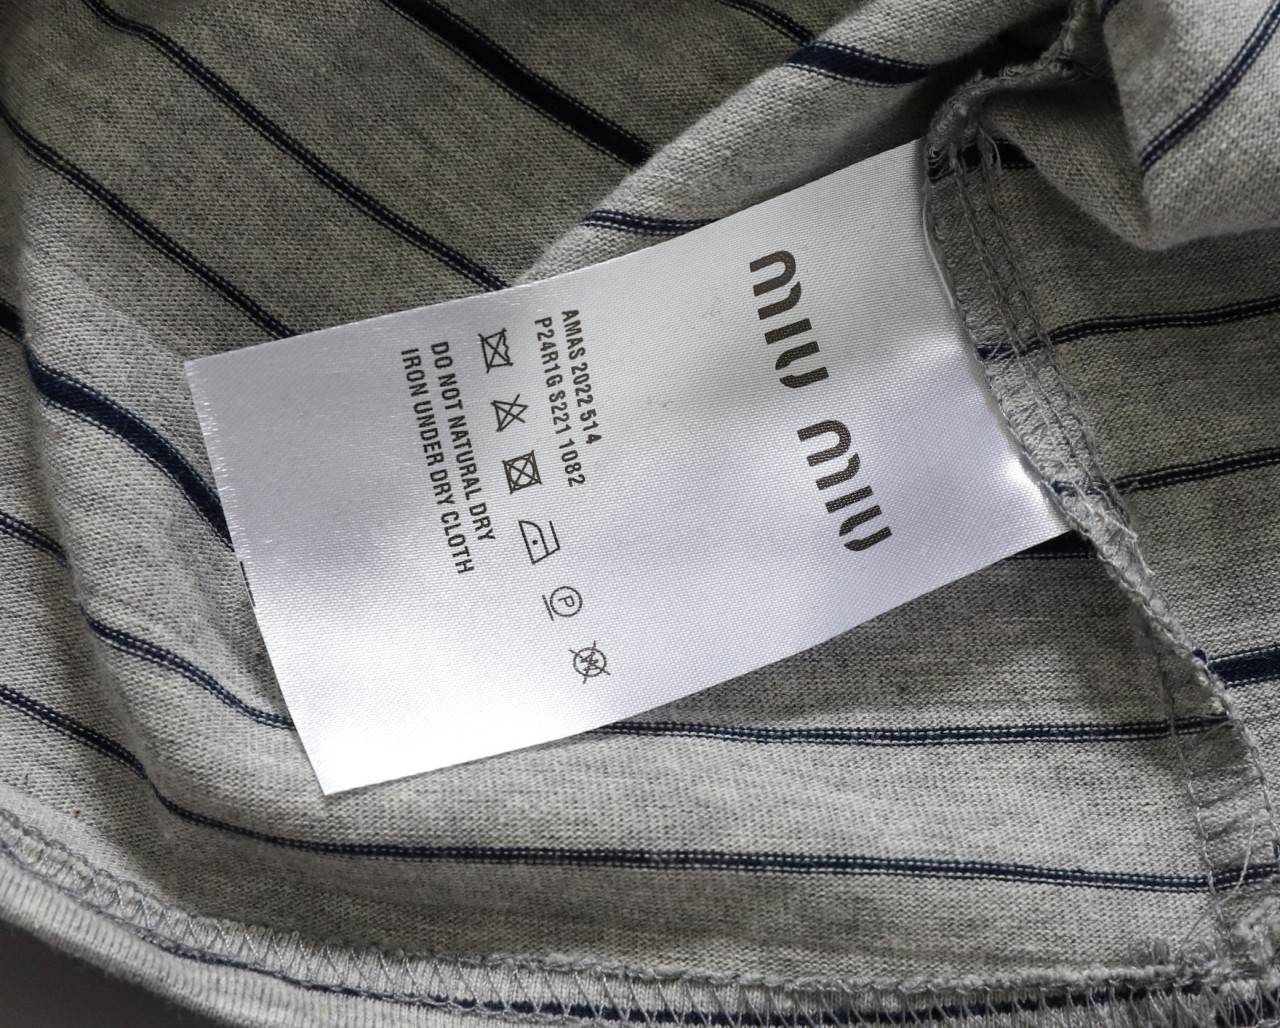 miu miu
AMAS 2022 514
P24R1G S221 1082
P
DO NOT NATURAL DRY
IRON UNDER DRY CLOTH